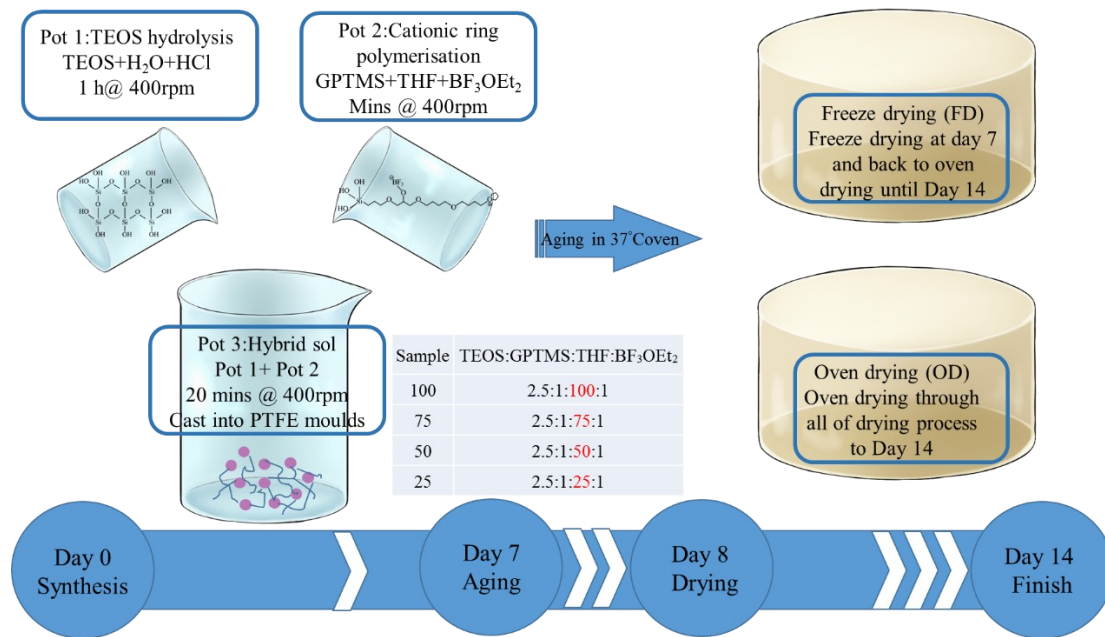 Pot 1:TEOS hydrolysis
TEOS+H₂O+HCl
1 h@ 400rpm
Pot 2:Cationic ring
polymerisation
GPTMS+THF+BF₃OEt₂
Mins @ 400rpm
Freeze drying (FD)
Freeze drying at day 7
and back to oven
drying until Day 14
Aging in 37°Coven
Pot 3:Hybrid sol
Pot 1+ Pot 2
20 mins @ 400rpm
Cast into PTFE moulds
Sample TEOS:GPTMS:THF:BF₃OEt₂
100 2.5:1:100:1
75 2.5:1:75:1
50 2.5:1:50:1
25 2.5:1:25:1
Oven drying (OD)
Oven drying through
all of drying process
to Day 14
Day 0
Synthesis
Day 7
Aging
Day 8
Drying
Day 14
Finish